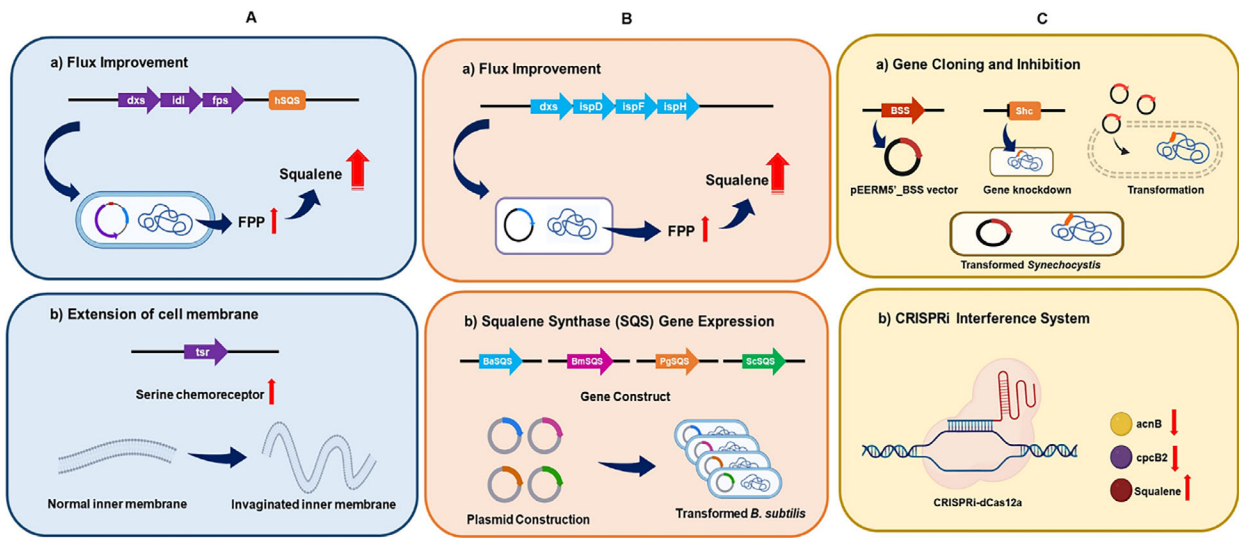 A
a) Flux Improvement
dxs idi fps hSQS
Squalene
FPP
b) Extension of cell membrane
tsr
Serine chemoreceptor
Normal inner membrane
Invaginated inner membrane
B
a) Flux Improvement
dxs ispD ispF ispH
Squalene
FPP
b) Squalene Synthase (SQS) Gene Expression
BaSQS BmSQS PgSQS ScSQS
Gene Construct
Plasmid Construction
Transformed B. subtilis
C
a) Gene Cloning and Inhibition
BSS
Shc
pEERM5’_BSS vector
Gene knockdown
Transformation
Transformed Synechocystis
b) CRISPRi Interference System
acnB
cpcB2
Squalene
CRISPRi-dCas12a